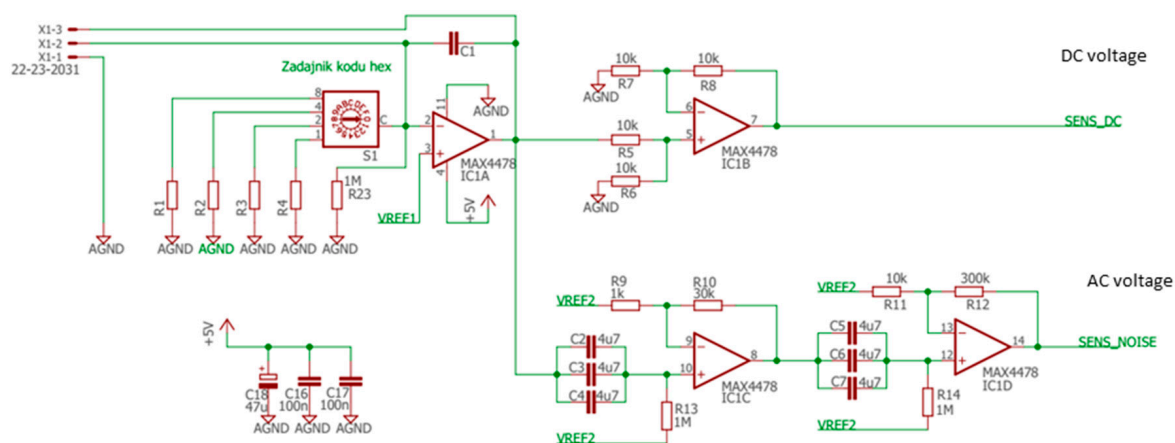 X1-3
X1-2
X1-1
22-23-2031
Zadajnik kodu hex
8
4
2
1
C
S1
C1
R1
R2
R3
R4
1M
R23
AGND
AGND
AGND
AGND
AGND
AGND
VREF1
2
3
11
4
1
AGND
MAX4478
IC1A
+5V
10k
R7
AGND
10k
R8
10k
R5
10k
R6
AGND
6
5
7
MAX4478
IC1B
DC voltage
SENS_DC
AC voltage
VREF2
R9
1k
R10
30k
C2 4u7
C3 4u7
C4 4u7
9
10
8
MAX4478
IC1C
R13
1M
VREF2
VREF2
10k
R11
300k
R12
C5 4u7
C6 4u7
C7 4u7
13
12
14
MAX4478
IC1D
R14
1M
VREF2
SENS_NOISE
+5V
+
C18
47u
C16
100n
C17
100n
AGND
AGND
AGND